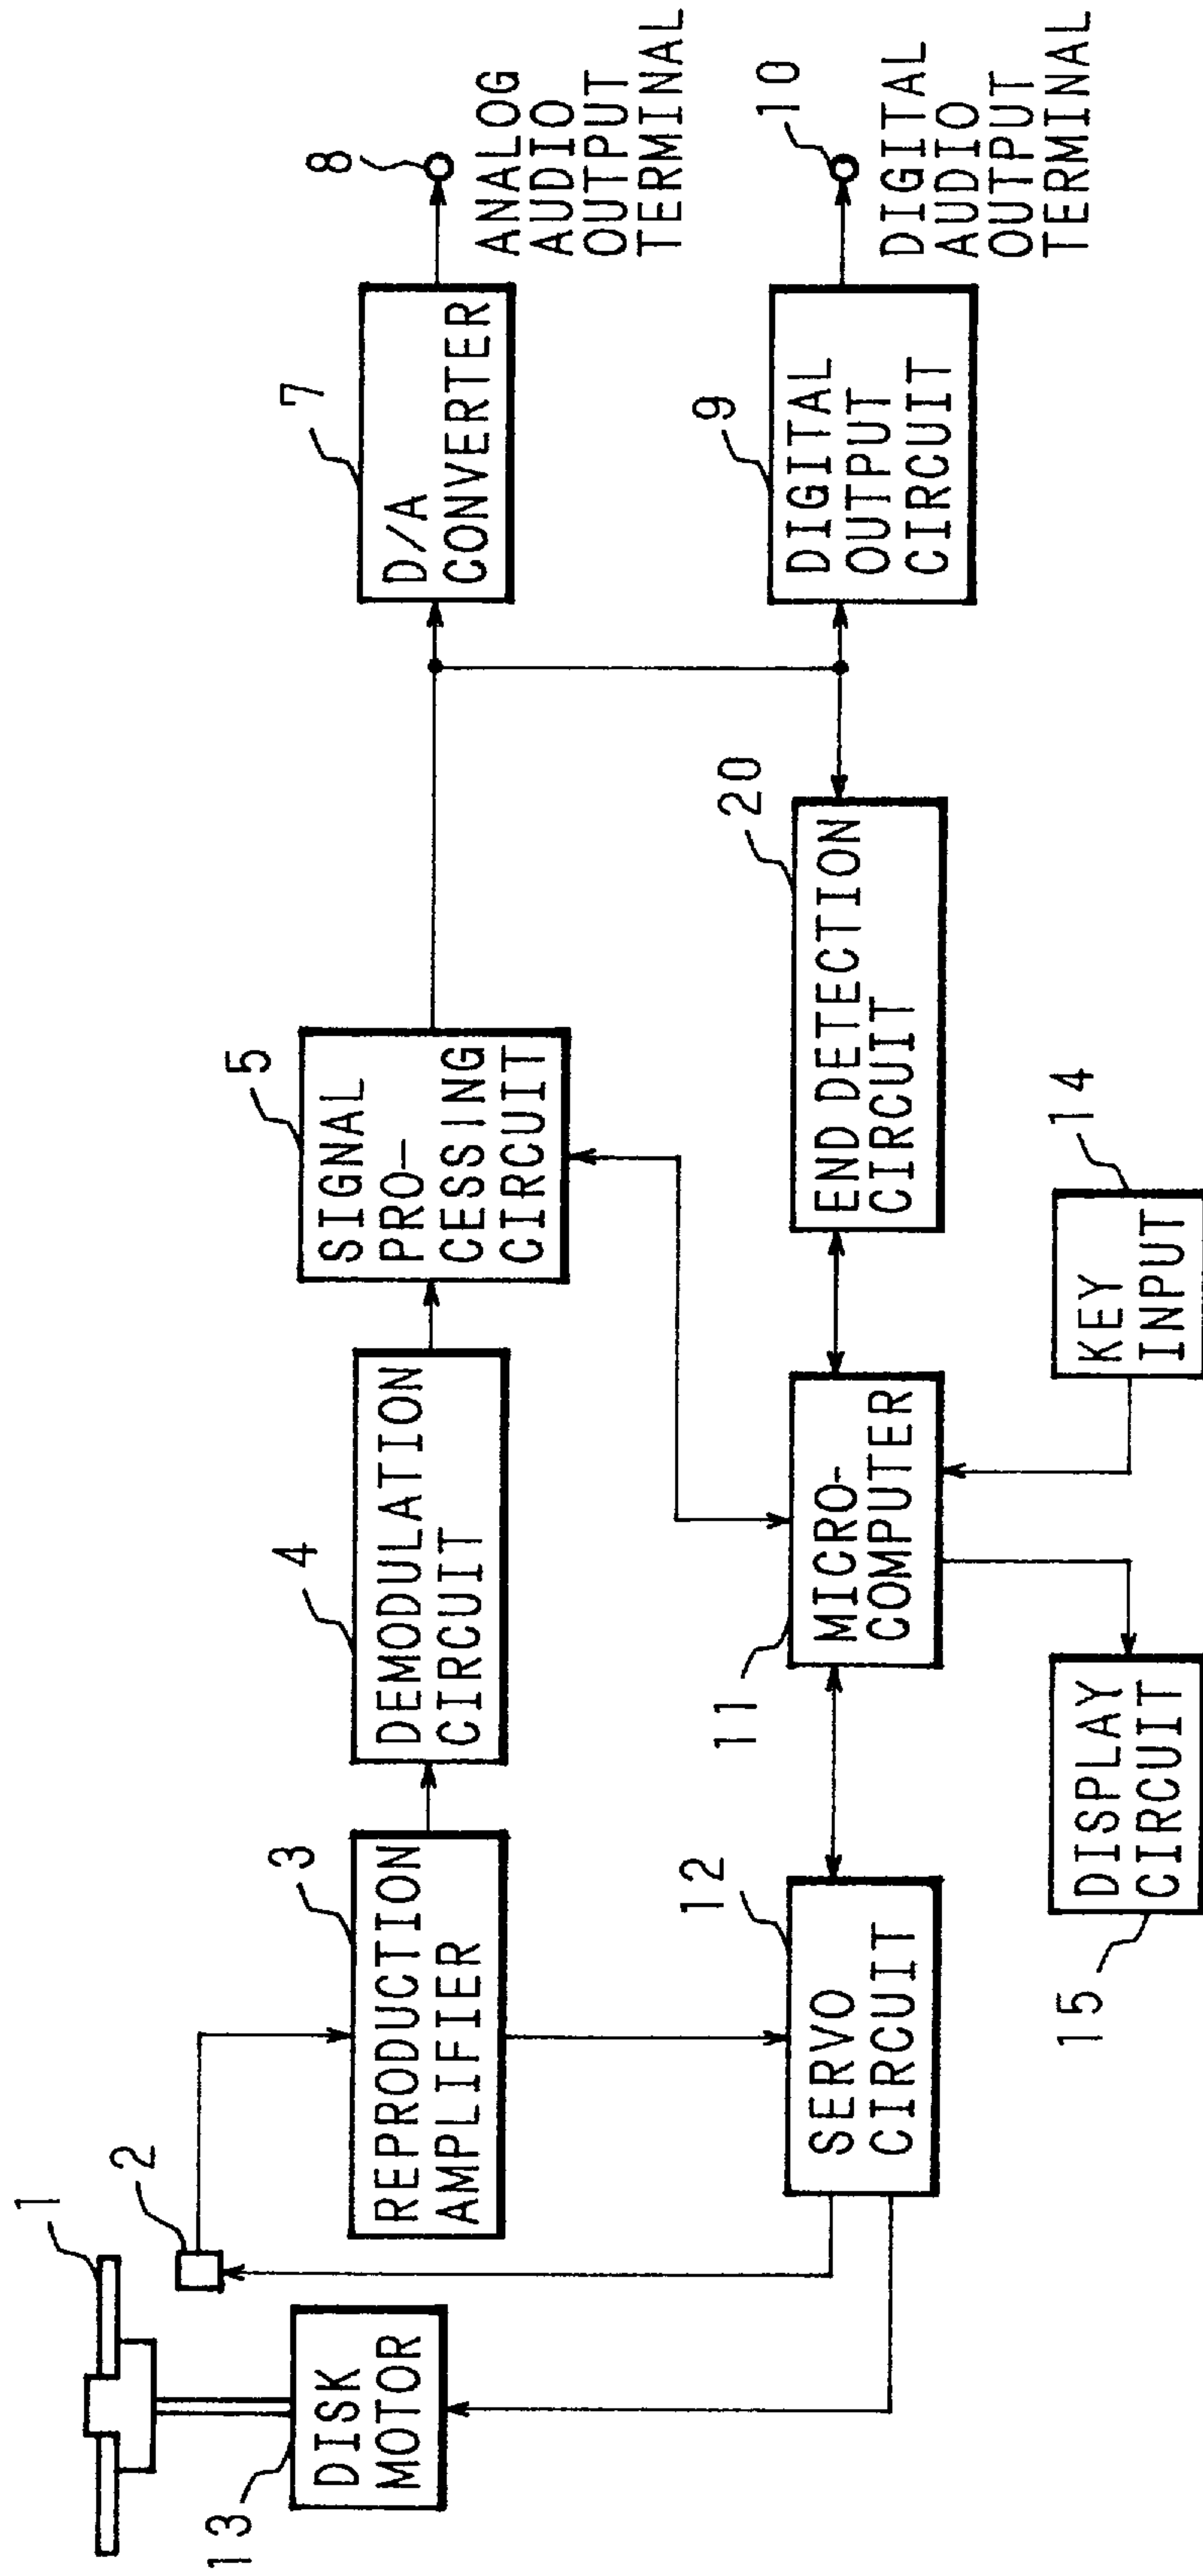 1
2
13
DISK
MOTOR
3
REPRODUCTION
AMPLIFIER
4
DEMODULATION
CIRCUIT
5
SIGNAL
PRO-
CESSING
CIRCUIT
7
D/A
CONVERTER
8
ANALOG
AUDIO
OUTPUT
TERMINAL
12
SERVO
CIRCUIT
11
MICRO-
COMPUTER
20
END DETECTION
CIRCUIT
9
DIGITAL
OUTPUT
CIRCUIT
10
DIGITAL
AUDIO
OUTPUT
TERMINAL
15
DISPLAY
CIRCUIT
14
KEY
INPUT